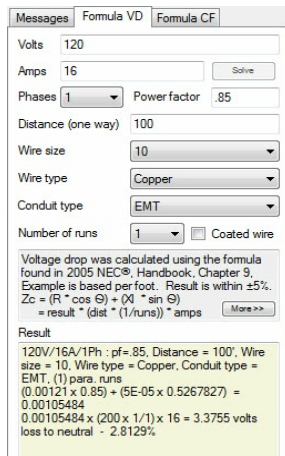 Messages Formula VD Formula CF
Volts 120
Amps 16 Solve
Phases 1 Power factor .85
Distance (one way) 100
Wire size 10
Wire type Copper
Conduit type EMT
Number of runs 1 Coated wire
Voltage drop was calculated using the formula
found in 2005 NEC®, Handbook, Chapter 9,
Example is based per foot. Result is within ±5%.
Zc = (R * cos Θ) + (Xl * sin Θ)
= result * (dist * (1/runs)) * amps More >>
Result
120V/16A/1Ph : pf=.85, Distance = 100', Wire
size = 10, Wire type = Copper, Conduit type =
EMT, (1) para. runs
(0.00121 x 0.85) + (5E-05 x 0.5267827) =
0.00105484
0.00105484 x (200 x 1/1) x 16 = 3.3755 volts
loss to neutral - 2.8129%